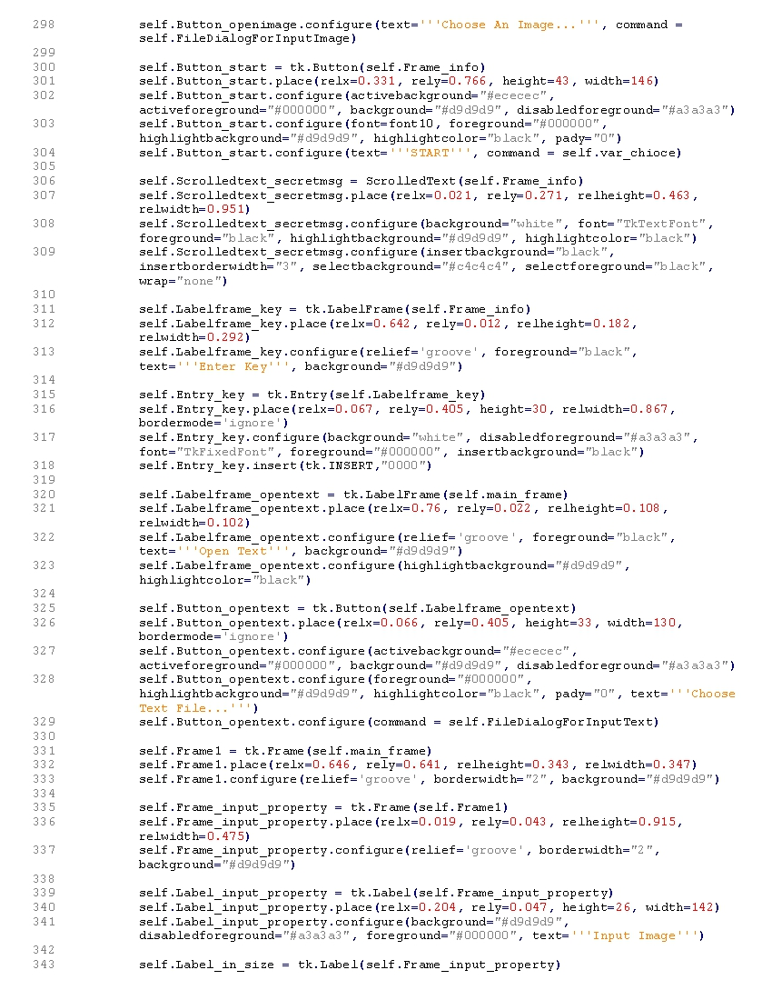 298 self.Button_openimage.configure(text='''Choose An Image...''', command =
self.FileDialogForInputImage)
299
300 self.Button_start = tk.Button(self.Frame_info)
301 self.Button_start.place(relx=0.331, rely=0.766, height=43, width=146)
302 self.Button_start.configure(activebackground="#ececec",
activeforeground="#000000", background="#d9d9d9", disabledforeground="#a3a3a3")
303 self.Button_start.configure(font=font10, foreground="#000000",
highlightbackground="#d9d9d9", highlightcolor="black", pady="0")
304 self.Button_start.configure(text='''START''', command = self.var_chioce)
305
306 self.Scrolledtext_secretmsg = ScrolledText(self.Frame_info)
307 self.Scrolledtext_secretmsg.place(relx=0.021, rely=0.271, relheight=0.463,
relwidth=0.951)
308 self.Scrolledtext_secretmsg.configure(background="white", font="TkTextFont",
foreground="black", highlightbackground="#d9d9d9", highlightcolor="black")
309 self.Scrolledtext_secretmsg.configure(insertbackground="black",
insertborderwidth="3", selectbackground="#c4c4c4", selectforeground="black",
wrap="none")
310
311 self.Labelframe_key = tk.LabelFrame(self.Frame_info)
312 self.Labelframe_key.place(relx=0.642, rely=0.012, relheight=0.182,
relwidth=0.292)
313 self.Labelframe_key.configure(relief='groove', foreground="black",
text='''Enter Key''', background="#d9d9d9")
314
315 self.Entry_key = tk.Entry(self.Labelframe_key)
316 self.Entry_key.place(relx=0.067, rely=0.405, height=30, relwidth=0.867,
bordermode='ignore')
317 self.Entry_key.configure(background="white", disabledforeground="#a3a3a3",
font="TkFixedFont", foreground="#000000", insertbackground="black")
318 self.Entry_key.insert(tk.INSERT,"0000")
319
320 self.Labelframe_opentext = tk.LabelFrame(self.main_frame)
321 self.Labelframe_opentext.place(relx=0.76, rely=0.022, relheight=0.108,
relwidth=0.102)
322 self.Labelframe_opentext.configure(relief='groove', foreground="black",
text='''Open Text''', background="#d9d9d9")
323 self.Labelframe_opentext.configure(highlightbackground="#d9d9d9",
highlightcolor="black")
324
325 self.Button_opentext = tk.Button(self.Labelframe_opentext)
326 self.Button_opentext.place(relx=0.066, rely=0.405, height=33, width=130,
bordermode='ignore')
327 self.Button_opentext.configure(activebackground="#ececec",
activeforeground="#000000", background="#d9d9d9", disabledforeground="#a3a3a3")
328 self.Button_opentext.configure(foreground="#000000",
highlightbackground="#d9d9d9", highlightcolor="black", pady="0", text='''Choose
Text File...''')
329 self.Button_opentext.configure(command = self.FileDialogForInputText)
330
331 self.Frame1 = tk.Frame(self.main_frame)
332 self.Frame1.place(relx=0.646, rely=0.641, relheight=0.343, relwidth=0.347)
333 self.Frame1.configure(relief='groove', borderwidth="2", background="#d9d9d9")
334
335 self.Frame_input_property = tk.Frame(self.Frame1)
336 self.Frame_input_property.place(relx=0.019, rely=0.043, relheight=0.915,
relwidth=0.475)
337 self.Frame_input_property.configure(relief='groove', borderwidth="2",
background="#d9d9d9")
338
339 self.Label_input_property = tk.Label(self.Frame_input_property)
340 self.Label_input_property.place(relx=0.204, rely=0.047, height=26, width=142)
341 self.Label_input_property.configure(background="#d9d9d9",
disabledforeground="#a3a3a3", foreground="#000000", text='''Input Image''')
342
343 self.Label_in_size = tk.Label(self.Frame_input_property)